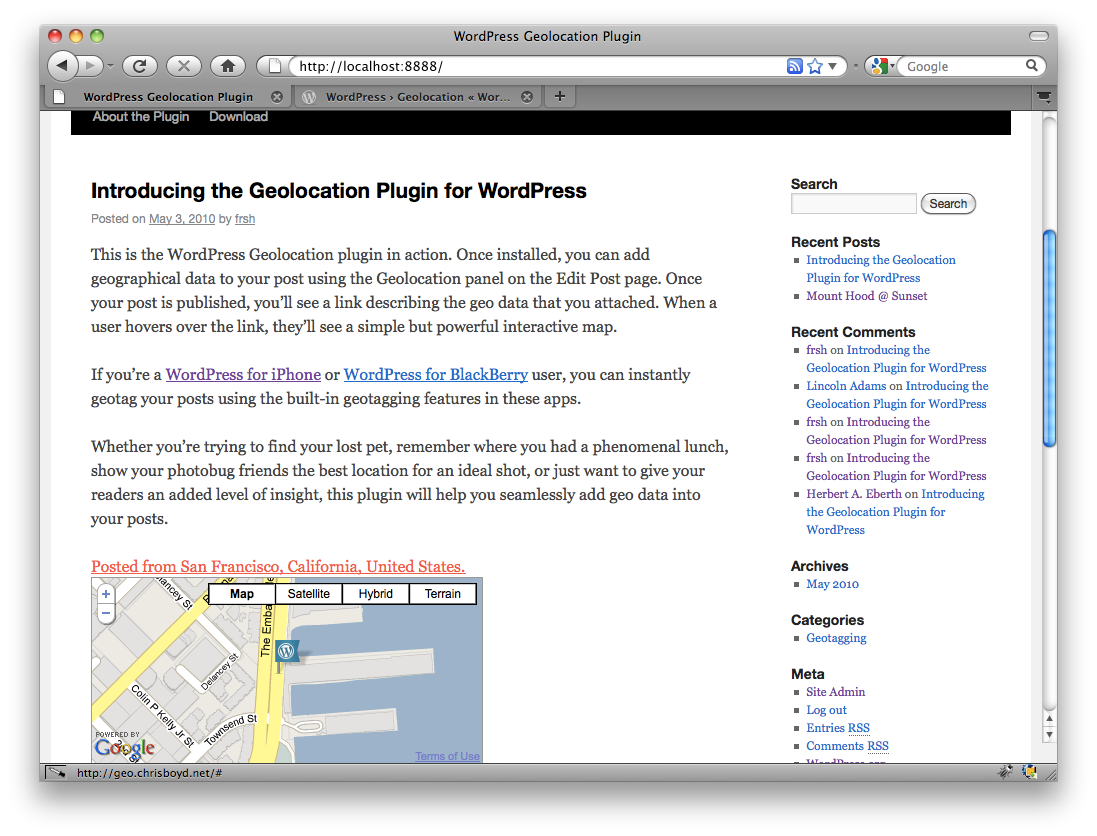 WordPress Geolocation Plugin
http://localhost:8888/
Google
WordPress Geolocation Plugin
WordPress › Geolocation « Wor...
About the Plugin Download
Introducing the Geolocation Plugin for WordPress
Posted on May 3, 2010 by frsh
This is the WordPress Geolocation plugin in action. Once installed, you can add
geographical data to your post using the Geolocation panel on the Edit Post page. Once
your post is published, you’ll see a link describing the geo data that you attached. When a
user hovers over the link, they’ll see a simple but powerful interactive map.
If you’re a WordPress for iPhone or WordPress for BlackBerry user, you can instantly
geotag your posts using the built-in geotagging features in these apps.
Whether you’re trying to find your lost pet, remember where you had a phenomenal lunch,
show your photobug friends the best location for an ideal shot, or just want to give your
readers an added level of insight, this plugin will help you seamlessly add geo data into
your posts.
Posted from San Francisco, California, United States.
Map Satellite Hybrid Terrain
Delancey St
The Emba
Delancey St
Colin P Kelly Jr St
Townsend St
POWERED BY
Google
Terms of Use
Search
Search
Recent Posts
Introducing the Geolocation
Plugin for WordPress
Mount Hood @ Sunset
Recent Comments
frsh on Introducing the
Geolocation Plugin for WordPress
Lincoln Adams on Introducing the
Geolocation Plugin for WordPress
frsh on Introducing the
Geolocation Plugin for WordPress
frsh on Introducing the
Geolocation Plugin for WordPress
Herbert A. Eberth on Introducing
the Geolocation Plugin for
WordPress
Archives
May 2010
Categories
Geotagging
Meta
Site Admin
Log out
Entries RSS
Comments RSS
http://geo.chrisboyd.net/#